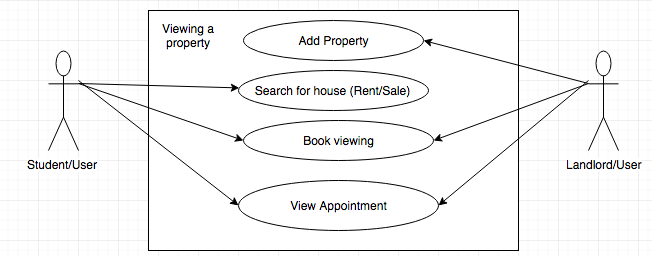 Viewing a
property
Add Property
Search for house (Rent/Sale)
Book viewing
View Appointment
Student/User
Landlord/User